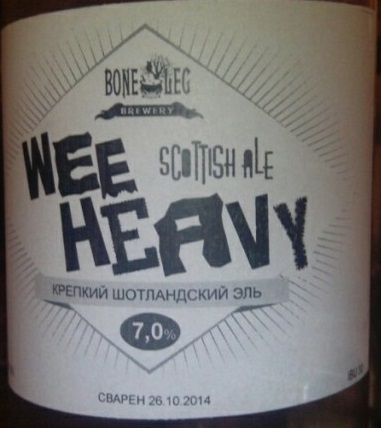 BONE LEG
BREWERY
WEE
SCOTTISH ALE
HEAVY
КРЕПКИЙ ШОТЛАНДСКИЙ ЭЛЬ
7,0%
СВАРЕН 26.10.2014